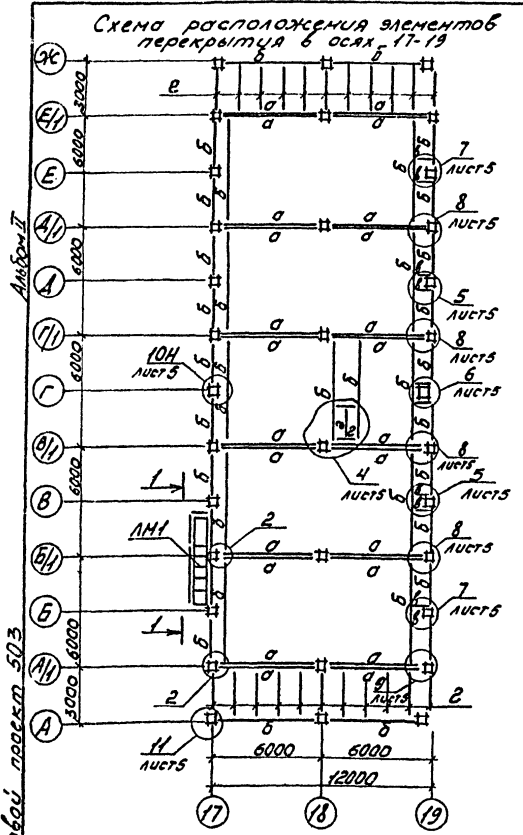 Схема расположения элементов
перекрытия в осях 17-19
Ж
б б
3000
е
Е/1
а а
а а
6000
б б
7
лист 5
Е
б б в
8
лист 5
Альбом II
Д/1
а а
а а
6000
Д
5
лист 5
Г/1
а а
а
8
лист 5
10Н
лист 5
Г
6
лист 5
6000
В/1
а а
а а
4
лист 5
8
лист 5
1
В
5
лист 5
ЛМ1
2
Б/1
а а
а а
8
лист 5
Б
7
лист 5
1
6000
А/1
а а
а
2
9
лист 5
г
3000
А
б б
11
лист 5
6000 6000
12000
17 18 19
проект 503